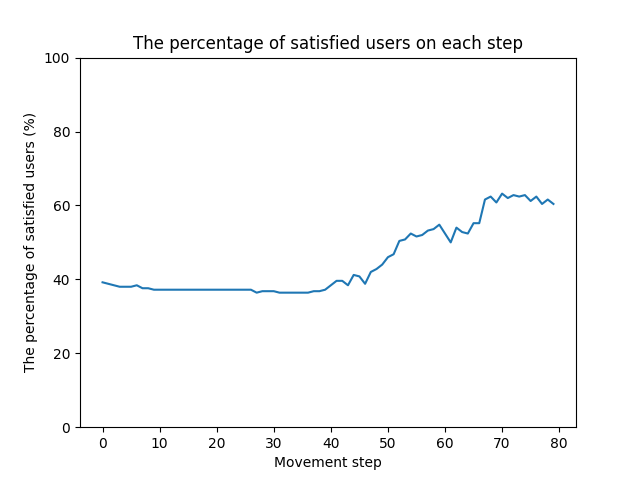 The percentage of satisfied users on each step
100
80
60
40
20
0
The percentage of satisfied users (%)
0 10 20 30 40 50 60 70 80
Movement step